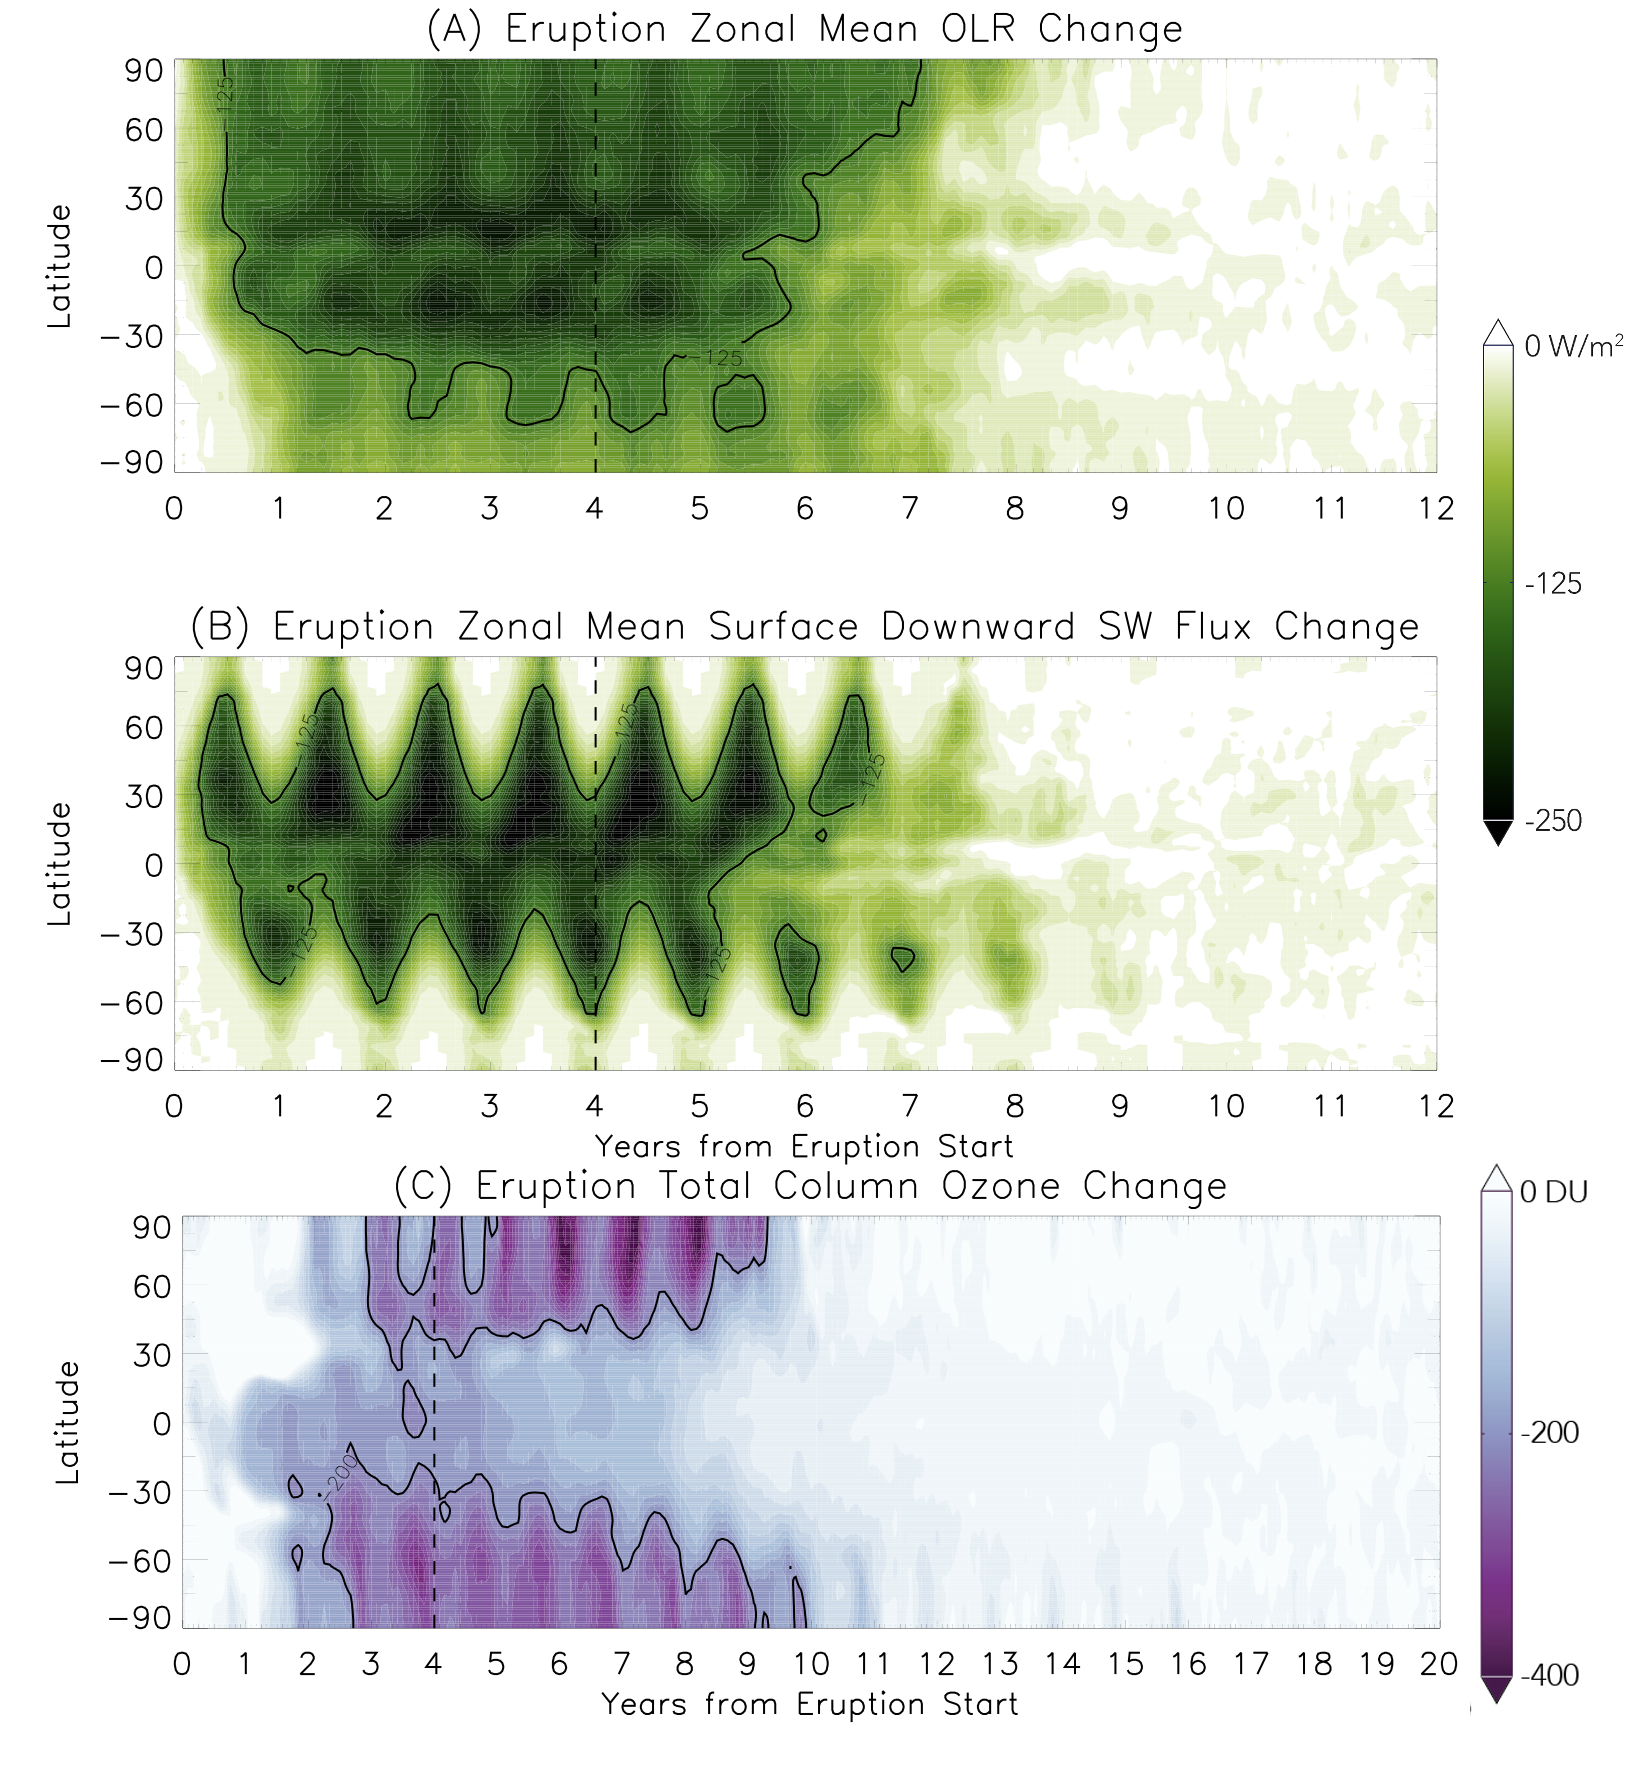 (A) Eruption Zonal Mean OLR Change
90
60
30
0
−30
−60
−90
Latitude
−125
−125
0 1 2 3 4 5 6 7 8 9 10 11 12
0 W/m²
-125
-250
(B) Eruption Zonal Mean Surface Downward SW Flux Change
90
60
30
0
−30
−60
−90
Latitude
−125
−125
−125
−125
−125
0 1 2 3 4 5 6 7 8 9 10 11 12
Years from Eruption Start
(C) Eruption Total Column Ozone Change
90
60
30
0
−30
−60
−90
Latitude
−200
0 1 2 3 4 5 6 7 8 9 10 11 12 13 14 15 16 17 18 19 20
Years from Eruption Start
0 DU
-200
-400